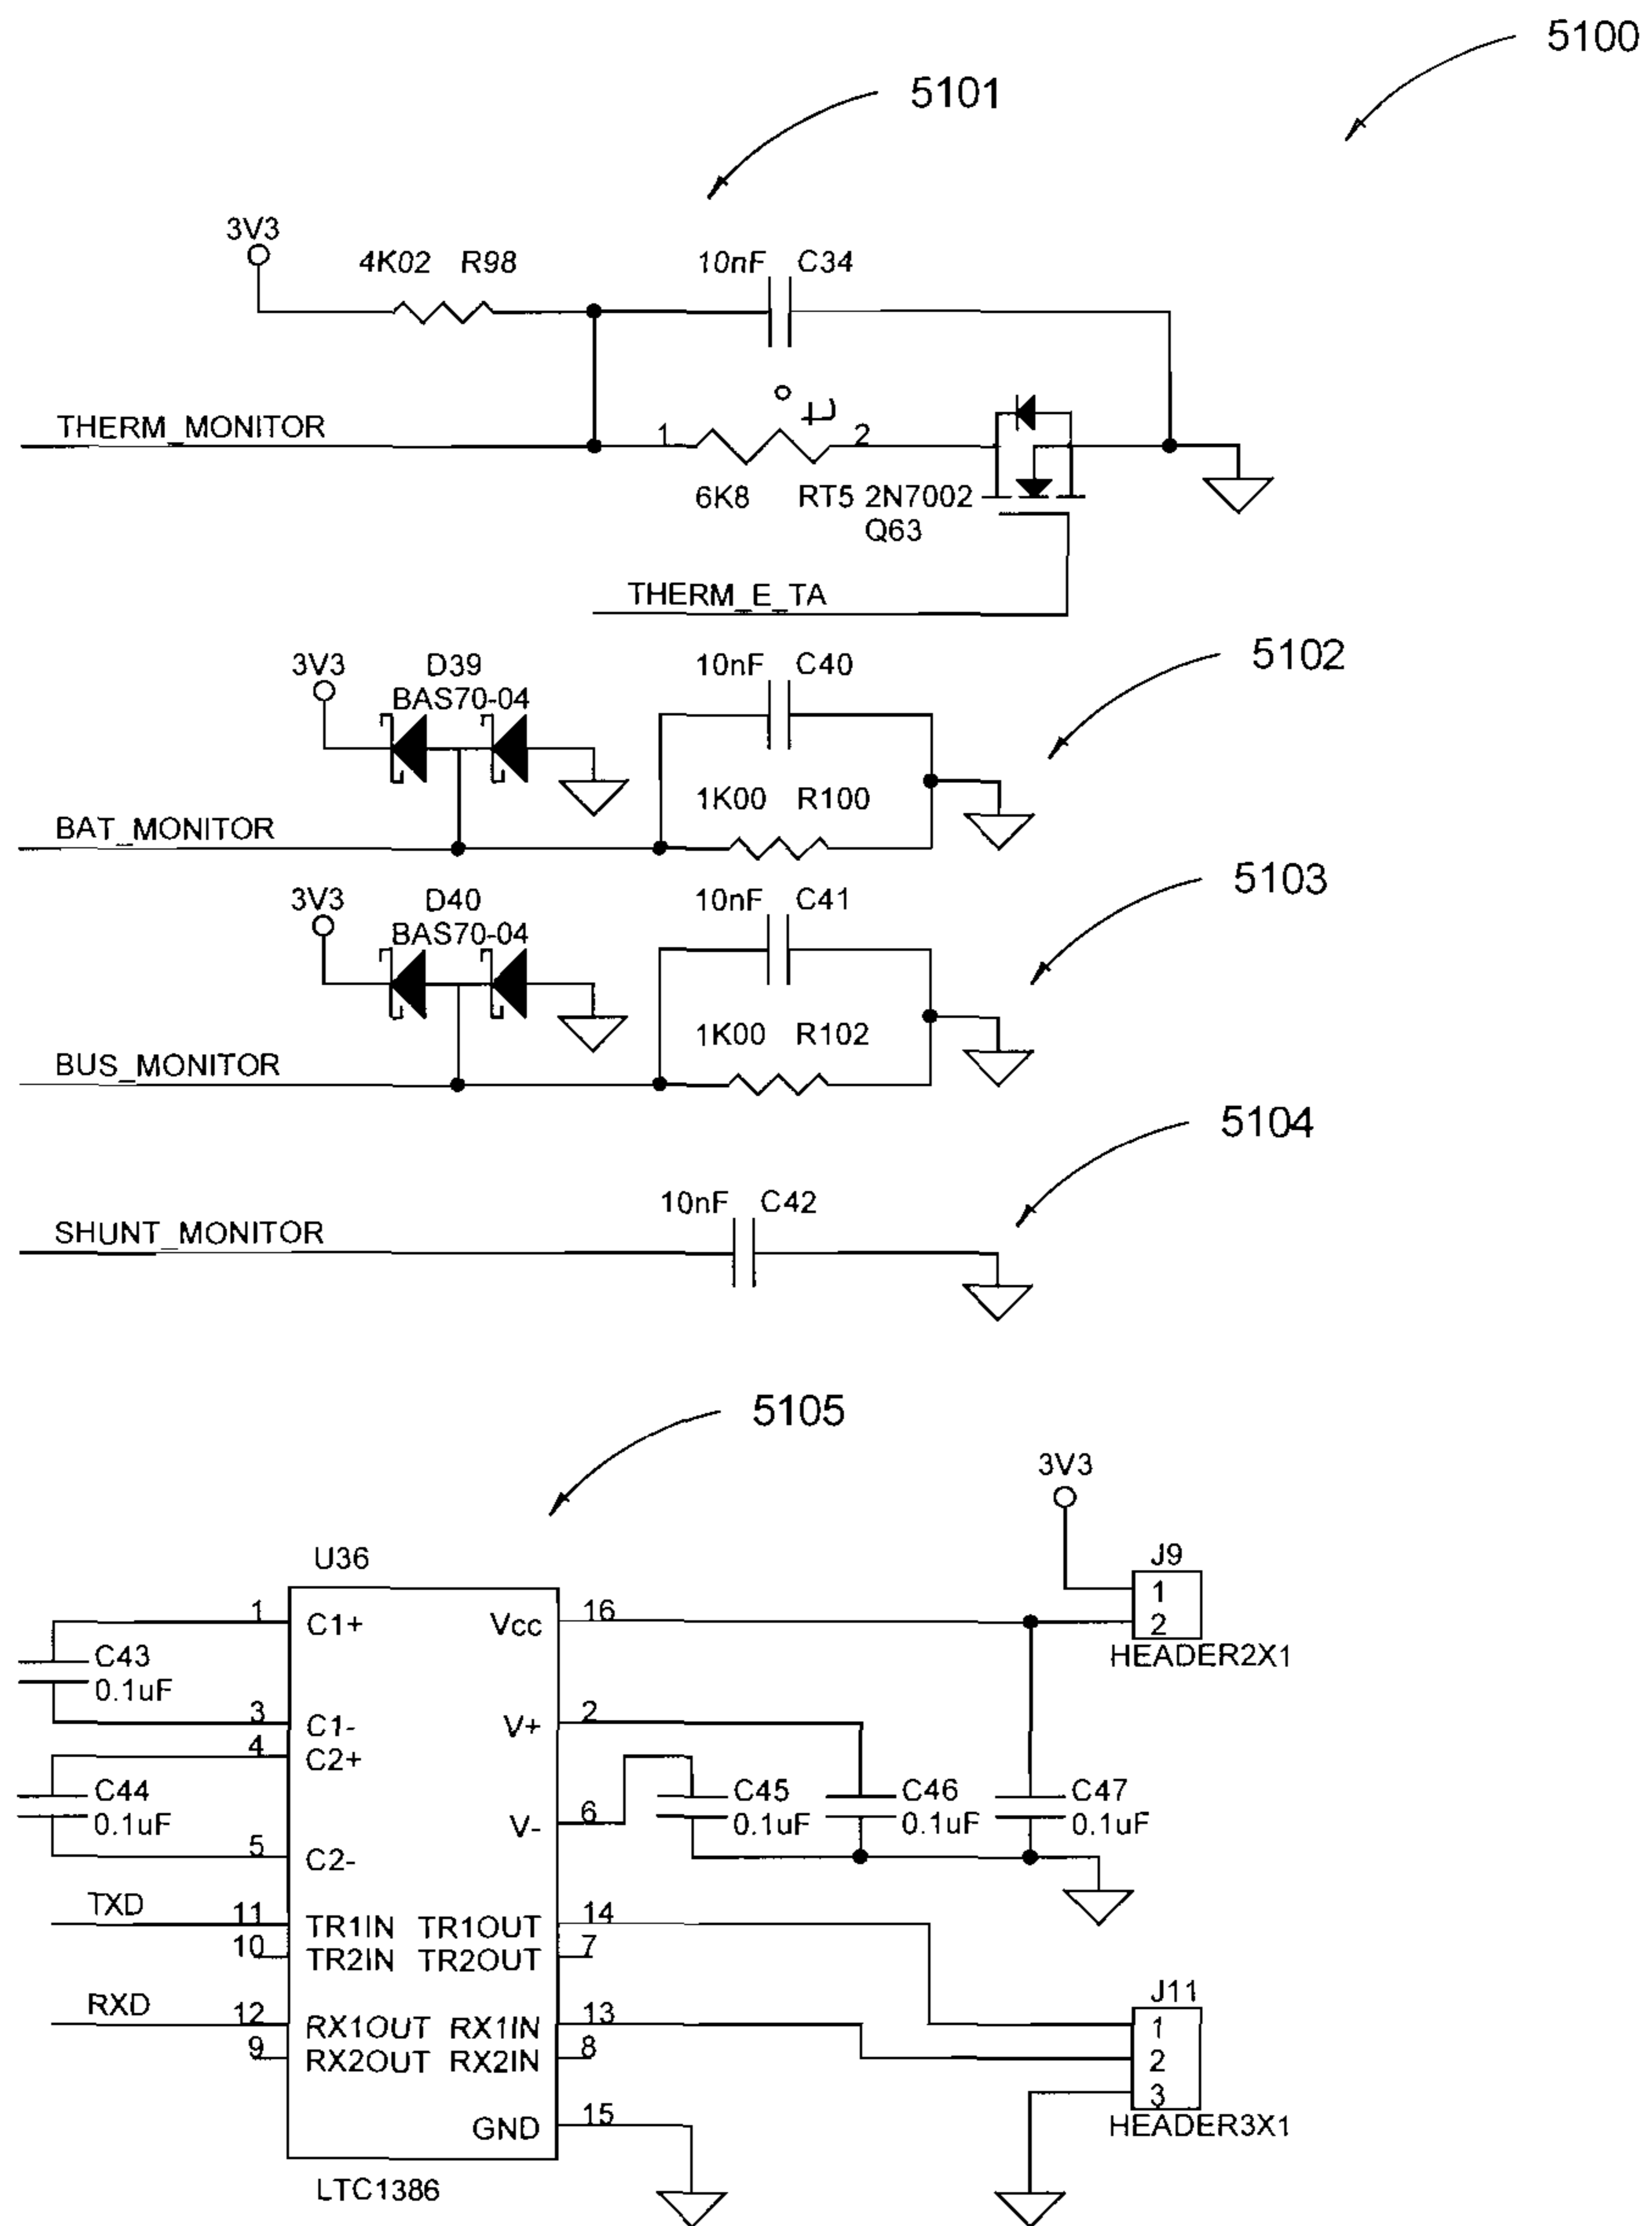 5100
5101
3V3
4K02 R98
10nF C34
THERM_MONITOR
1
2
6K8
RT5 2N7002
Q63
THERM_E_TA
5102
3V3
D39
BAS70-04
10nF C40
1K00 R100
BAT_MONITOR
5103
3V3
D40
BAS70-04
10nF C41
1K00 R102
BUS_MONITOR
5104
10nF C42
SHUNT_MONITOR
5105
3V3
U36
J9
1
1 C1+ Vcc 16
2
C43
0.1uF
HEADER2X1
3 C1- V+ 2
4 C2+
C44
0.1uF
V- 6
C45
0.1uF
C46
0.1uF
C47
0.1uF
5 C2-
TXD
11 TR1IN TR1OUT 14
10 TR2IN TR2OUT 7
J11
RXD
12 RX1OUT RX1IN 13
1
9 RX2OUT RX2IN 8
2
3
HEADER3X1
GND 15
LTC1386